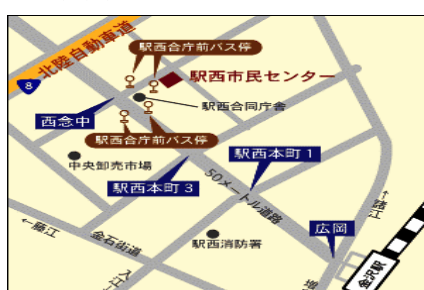 北陸自動車道
8
駅西合庁前バス停
駅西市民センター
駅西合同庁舎
西念中
駅西合庁前バス停
中央卸売市場
駅西本町1
駅西本町3
50メートル道路
←諸江
広岡
←藤江
金石街道
駅西消防署
入江
増
金沢駅